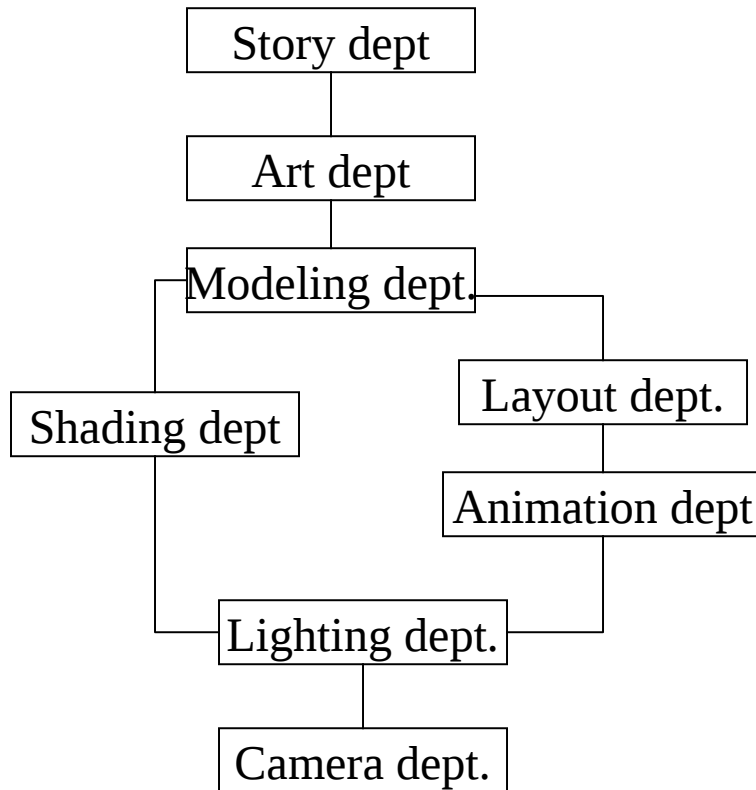 Story dept
Art dept
Modeling dept.
Layout dept.
Shading dept
Animation dept
Lighting dept.
Camera dept.